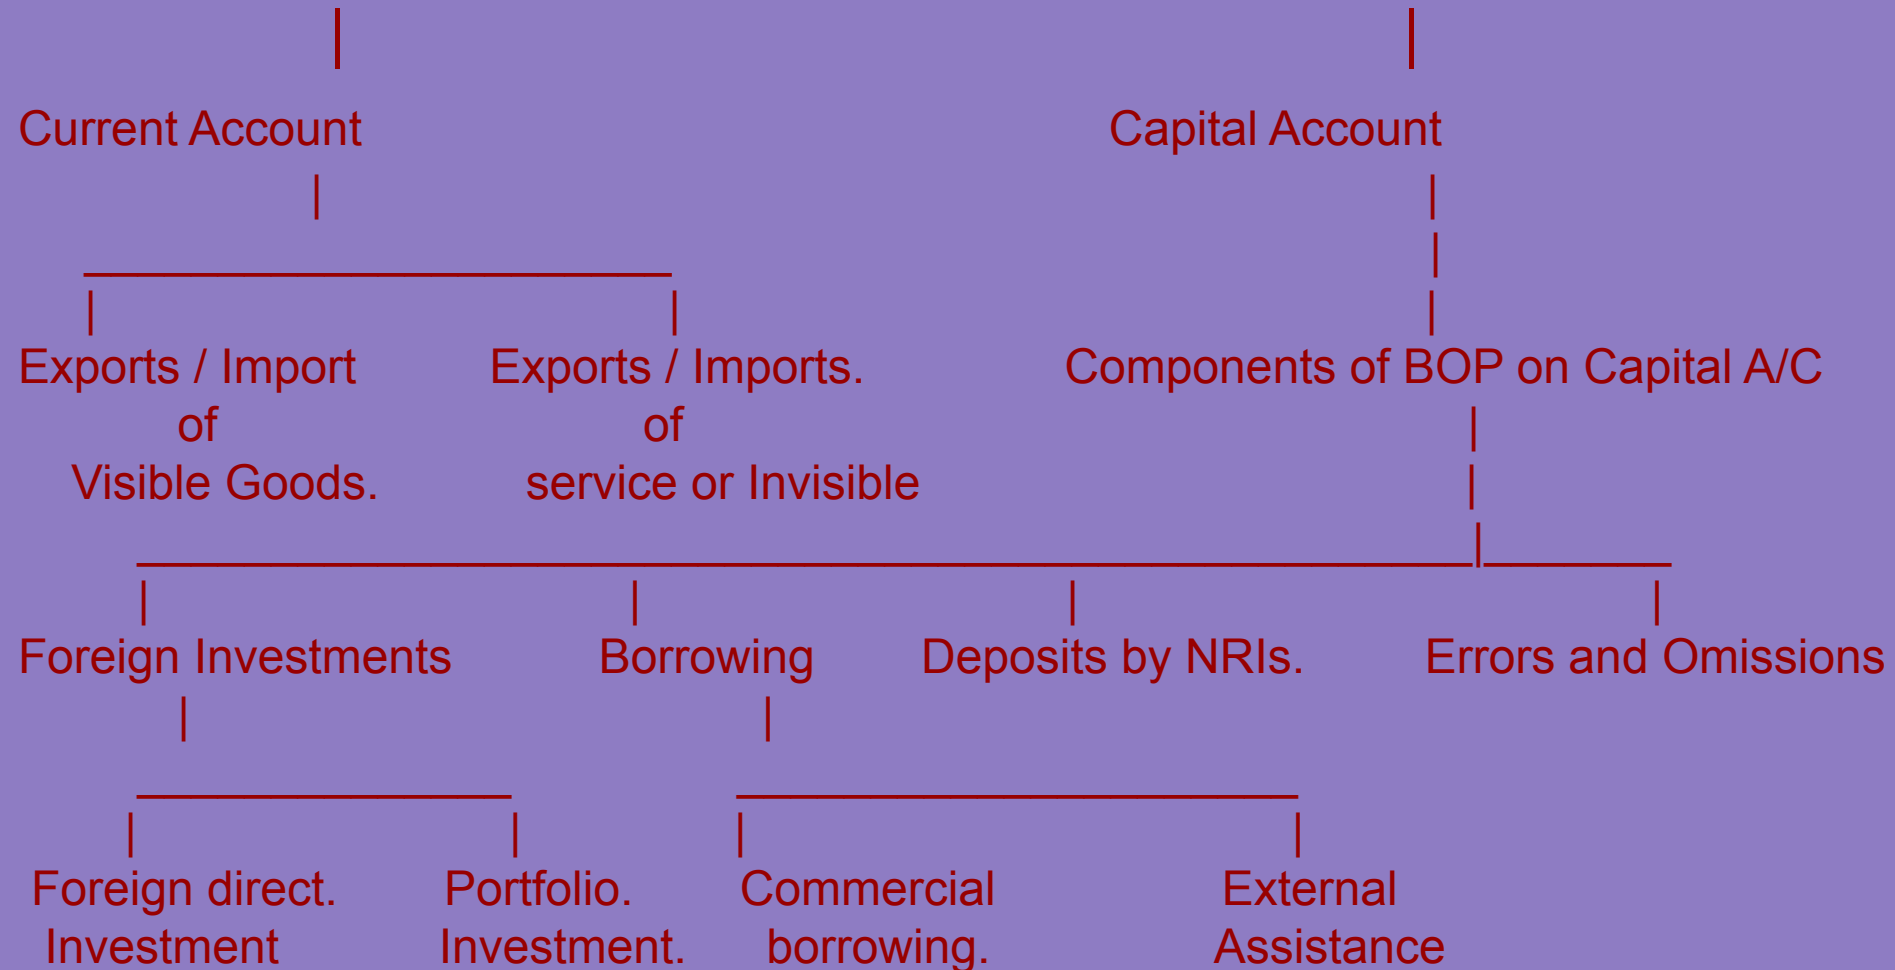 Current Account Capital Account
Exports / Import Exports / Imports. Components of BOP on Capital A/C
of of
Visible Goods. service or Invisible
Foreign Investments Borrowing Deposits by NRIs. Errors and Omissions
Foreign direct. Portfolio. Commercial External
Investment Investment. borrowing. Assistance